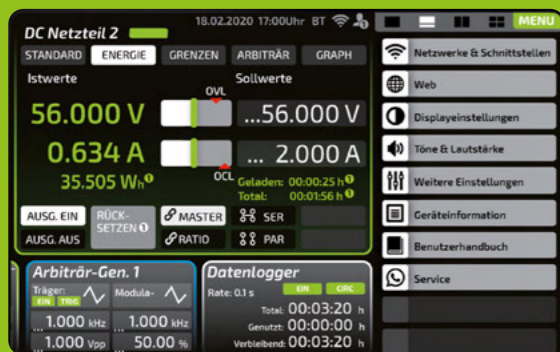 18.02.2020 17:00Uhr BT
MENU
DC Netzteil 2
STANDARD ENERGIE GRENZEN ARBITRÄR GRAPH
Istwerte Sollwerte
OVL
56.000 V ...56.000 V
0.634 A ... 2.000 A
OCL
35.505 Wh
Geladen: 00:00:25 h
Total: 00:01:56 h
AUSG. EIN RÜCK- MASTER SER
SETZEN
AUSG. AUS RATIO PAR
Arbiträr-Gen. 1
Träger: Modula-
EIN TRIG
1.000 kHz 1.000 kHz
1.000 Vpp 50.00 %
Datenlogger
Rate: 0.1 s EIN CIRC
Total: 00:03:20 h
Genutzt: 00:00:00 h
Verbleibend: 00:03:20 h
Netzwerke & Schnittstellen
Web
Displayeinstellungen
Töne & Lautstärke
Weitere Einstellungen
Geräteinformation
Benutzerhandbuch
Service